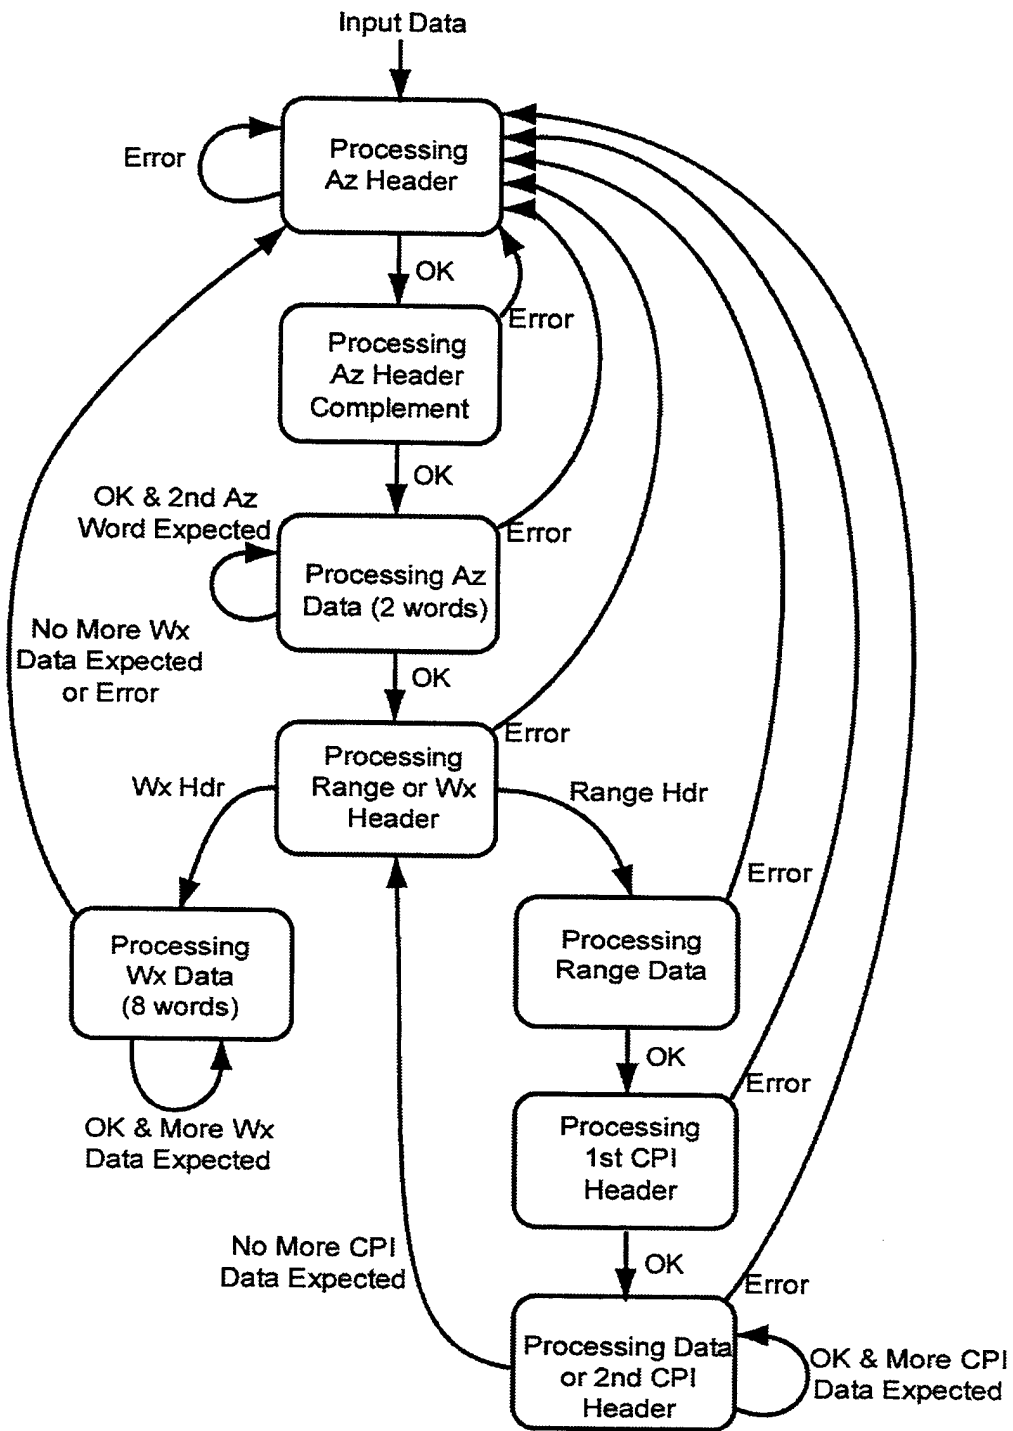 Input Data
Processing
Az Header
Error
OK
Processing
Az Header
Complement
Error
OK
OK & 2nd Az
Word Expected
Processing Az
Data (2 words)
Error
No More Wx
Data Expected
or Error
OK
Processing
Range or Wx
Header
Error
Wx Hdr
Range Hdr
Processing
Wx Data
(8 words)
Processing
Range Data
Error
OK & More Wx
Data Expected
OK
Processing
1st CPI
Header
Error
No More CPI
Data Expected
OK
Processing Data
or 2nd CPI
Header
Error
OK & More CPI
Data Expected